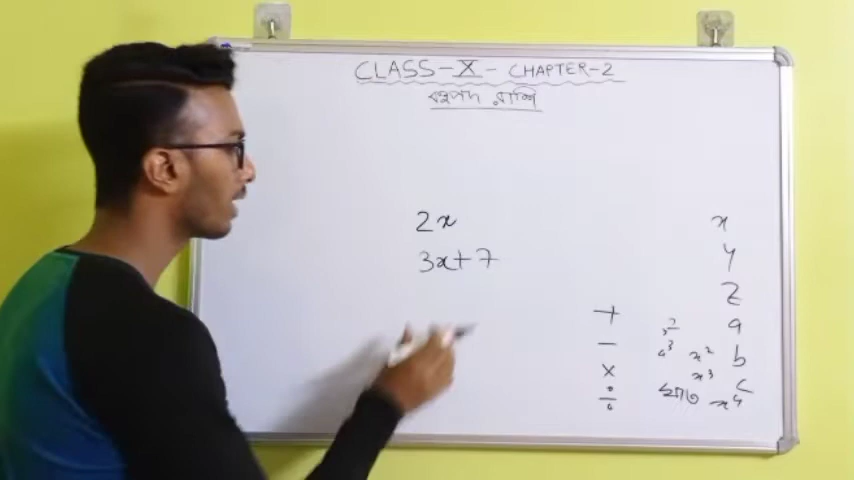 CLASS-X- CHAPTER-2
বহুপদ ৰাশি
2x
3x+7
x
y
z
a
b
c
+
−
×
÷
x²
x³
ঘাত x⁴